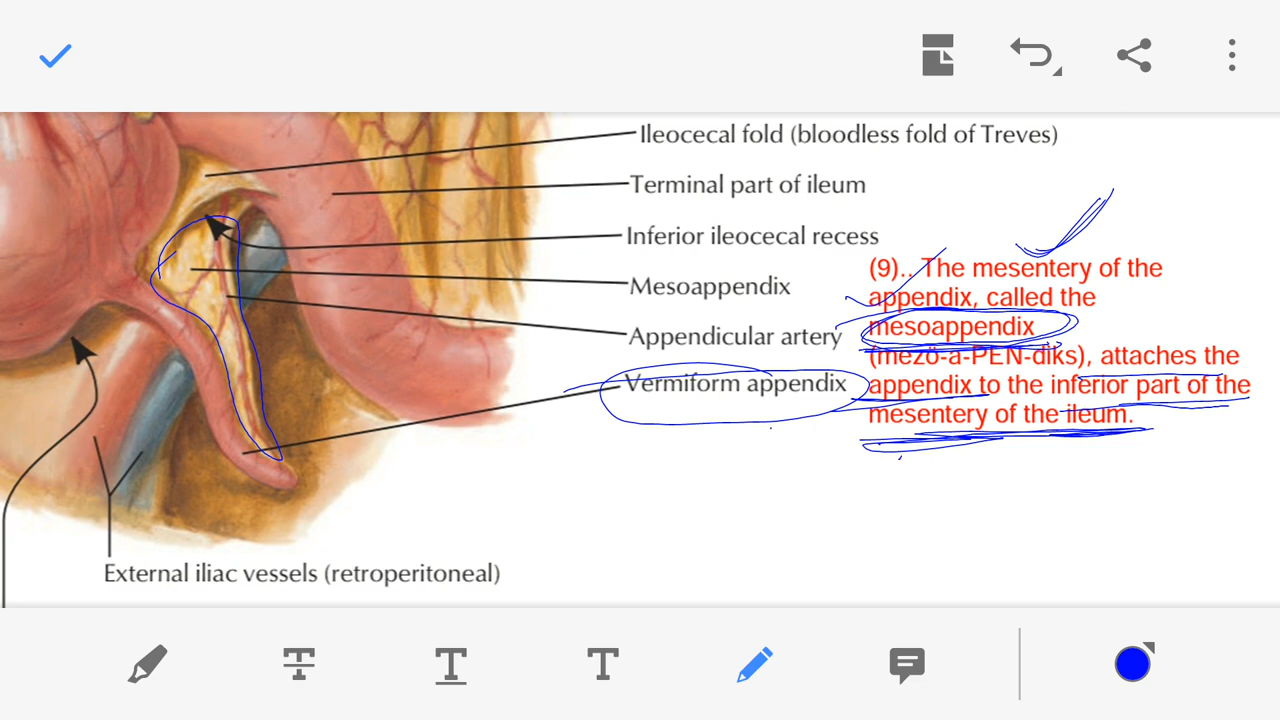 Ileocecal fold (bloodless fold of Treves)
Terminal part of ileum
Inferior ileocecal recess
Mesoappendix
Appendicular artery
Vermiform appendix
(9).. The mesentery of the
appendix, called the
mesoappendix
(meźō-a-PEN-diks), attaches the
appendix to the inferior part of the
mesentery of the ileum.
External iliac vessels (retroperitoneal)